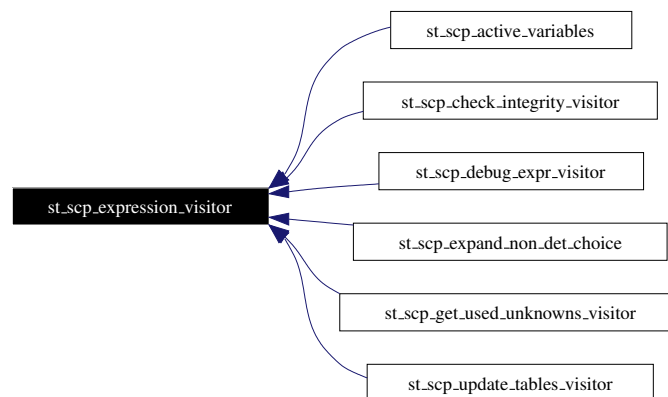 st_scp_active_variables
st_scp_check_integrity_visitor
st_scp_debug_expr_visitor
st_scp_expression_visitor
st_scp_expand_non_det_choice
st_scp_get_used_unknowns_visitor
st_scp_update_tables_visitor